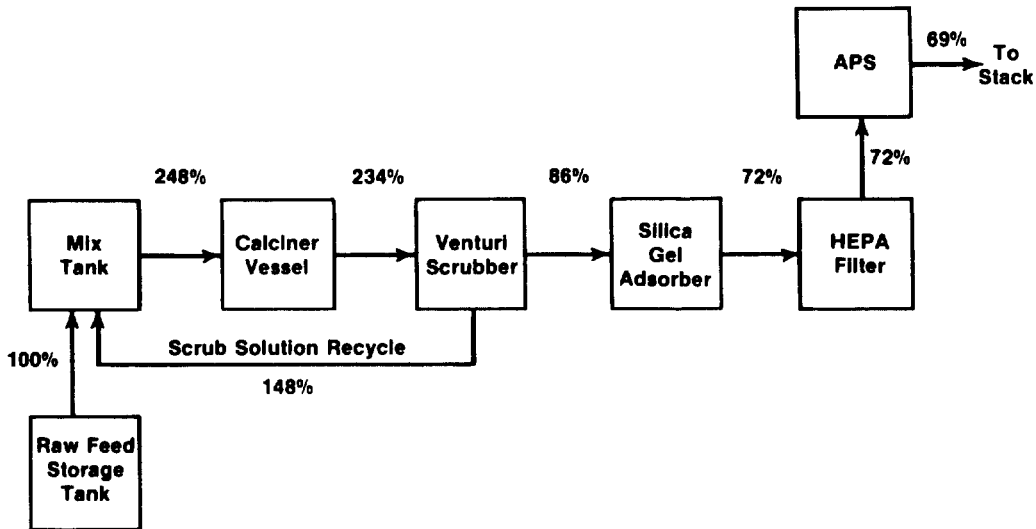 APS
69%
To
Stack
72%
248%
234%
86%
72%
Mix
Tank
Calciner
Vessel
Venturi
Scrubber
Silica
Gel
Adsorber
HEPA
Filter
Scrub Solution Recycle
148%
100%
Raw Feed
Storage
Tank